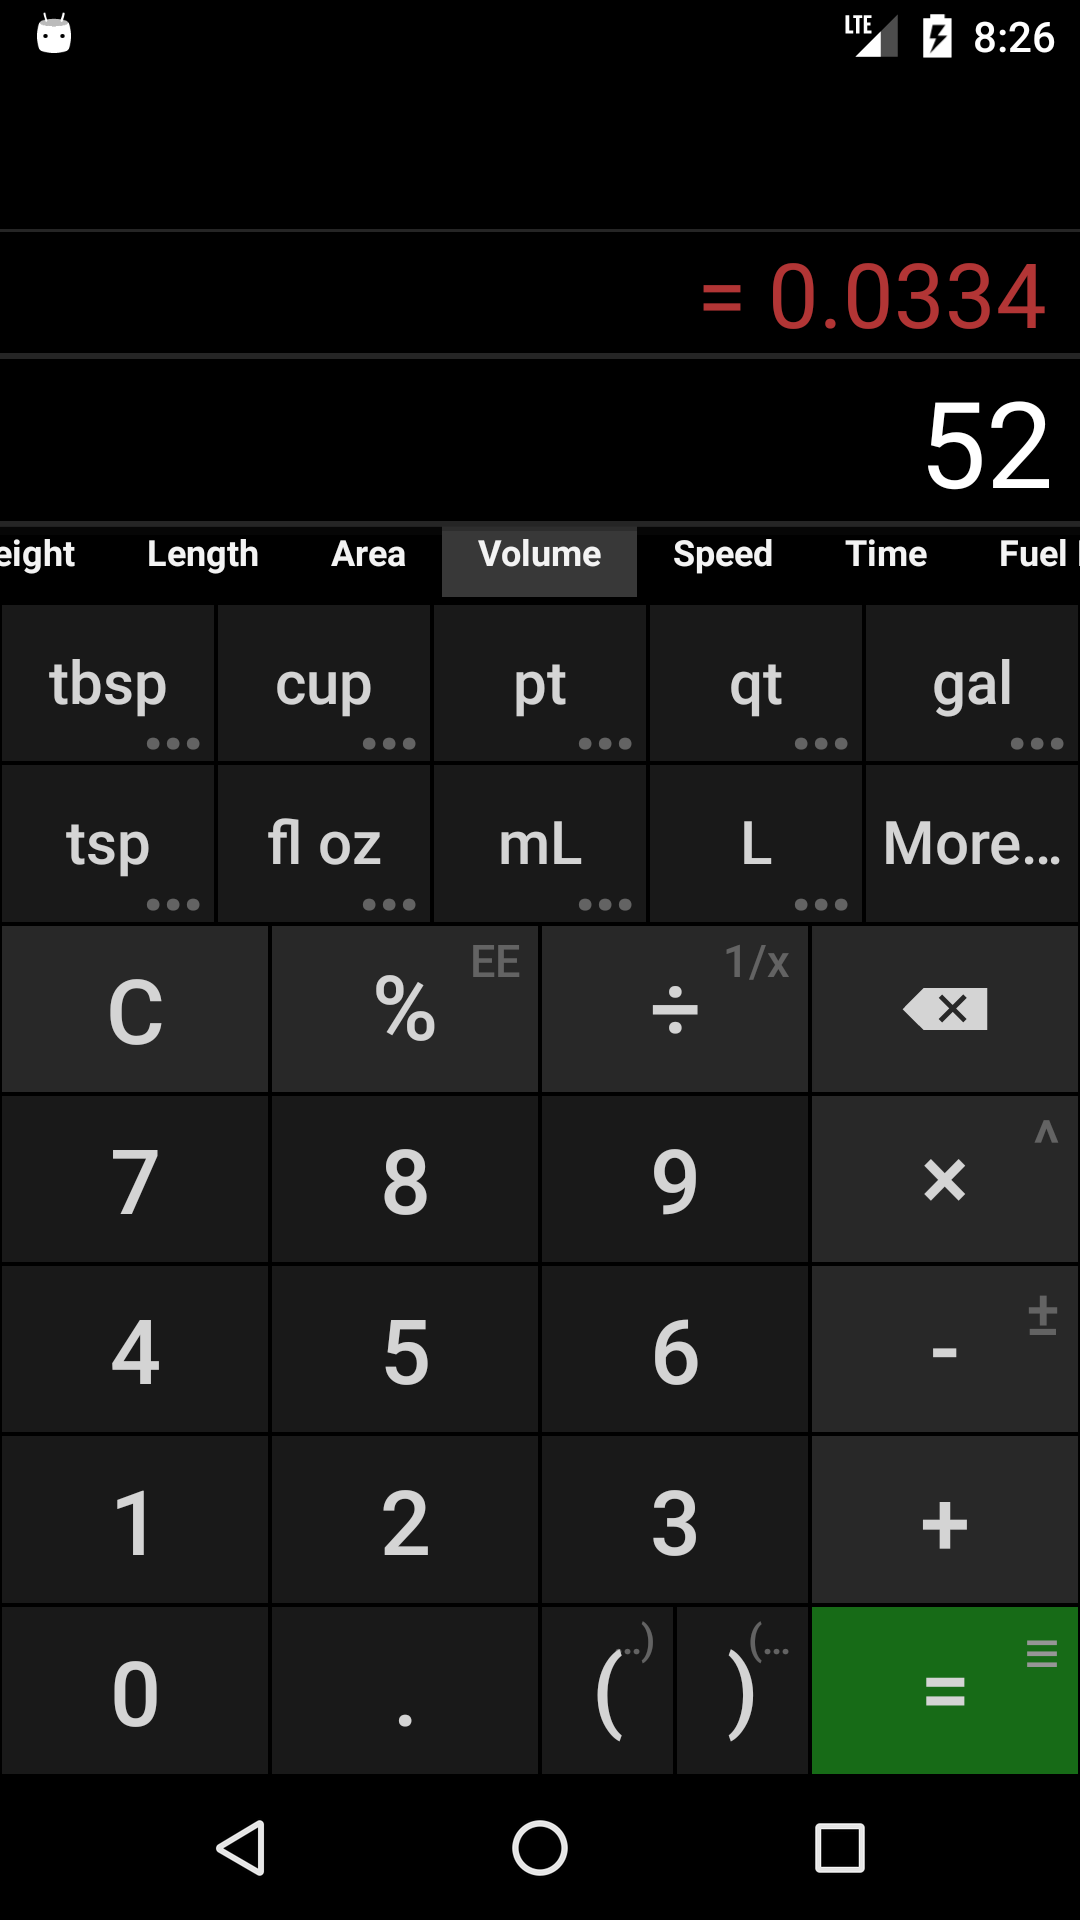 LTE 8:26
= 0.0334
52
eight Length Area Volume Speed Time Fuel
tbsp cup pt qt gal
tsp fl oz mL L More...
C % EE ÷ 1/x
7 8 9 × ^
4 5 6 - ±
1 2 3 +
0 . ( ..) ) (... = ≡